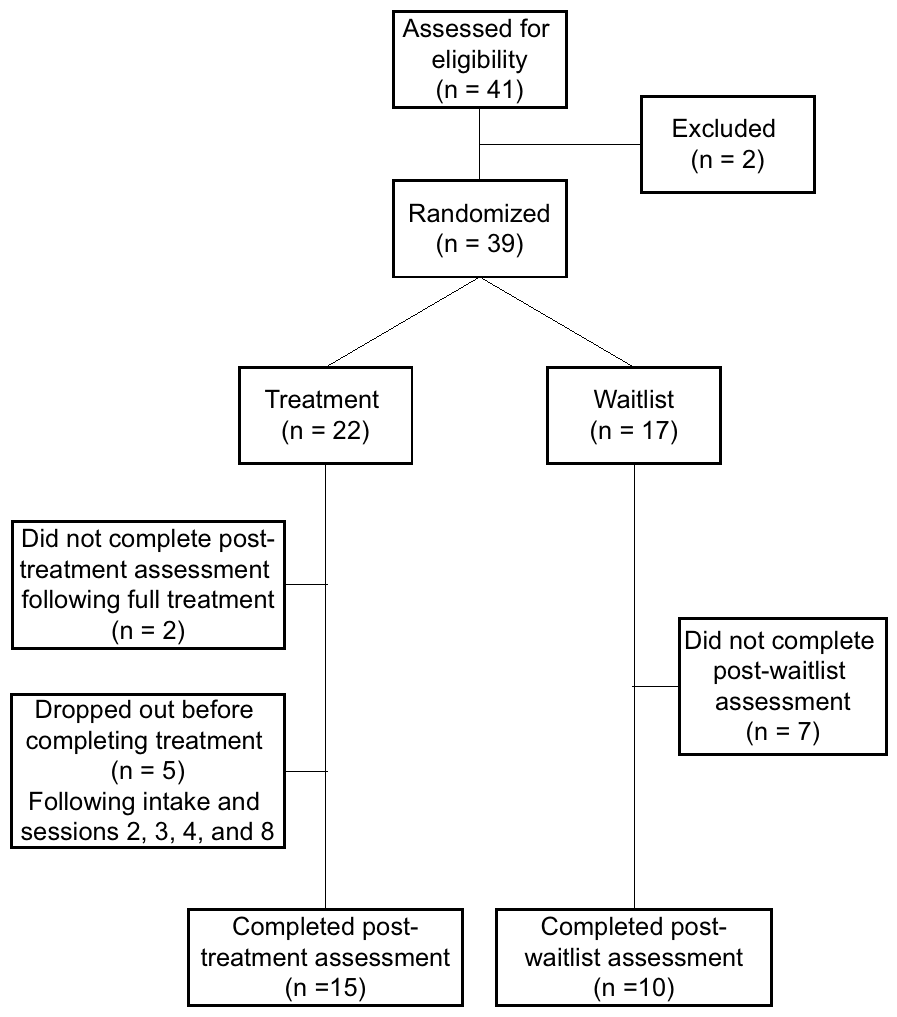 Assessed for
eligibility
(n = 41)
Excluded
(n = 2)
Randomized
(n = 39)
Treatment
(n = 22)
Waitlist
(n = 17)
Did not complete post-
treatment assessment
following full treatment
(n = 2)
Did not complete
post-waitlist
assessment
(n = 7)
Dropped out before
completing treatment
(n = 5)
Following intake and
sessions 2, 3, 4, and 8
Completed post-
treatment assessment
(n =15)
Completed post-
waitlist assessment
(n =10)